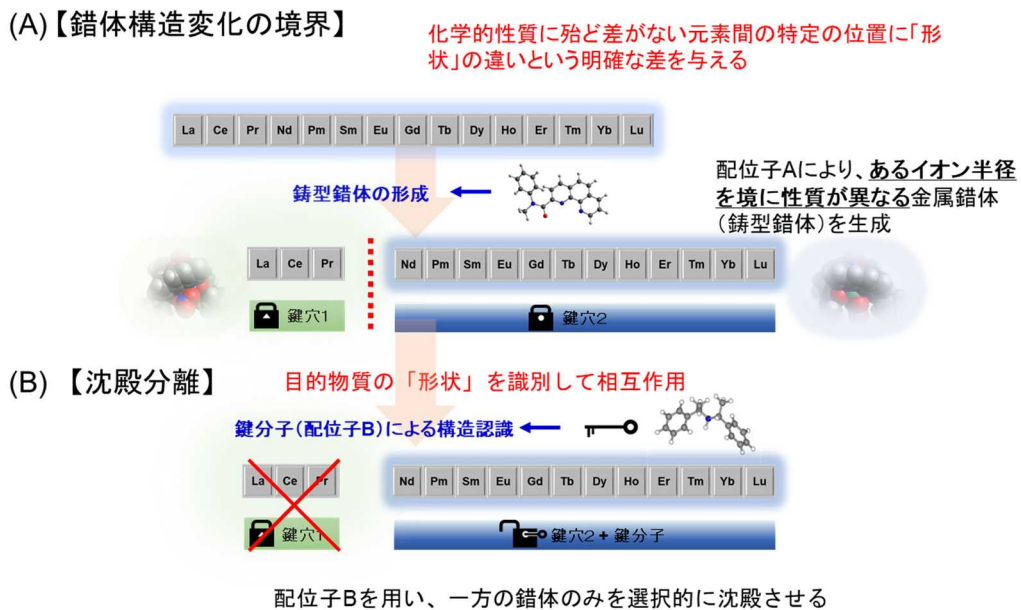 (A)【錯体構造変化の境界】
化学的性質に殆ど差がない元素間の特定の位置に「形
状」の違いという明確な差を与える
La Ce Pr Nd Pm Sm Eu Gd Tb Dy Ho Er Tm Yb Lu
鋳型錯体の形成
配位子Aにより、あるイオン半径
を境に性質が異なる金属錯体
(鋳型錯体)を生成
La Ce Pr
Nd Pm Sm Eu Gd Tb Dy Ho Er Tm Yb Lu
鍵穴1
鍵穴2
(B) 【沈殿分離】
目的物質の「形状」を識別して相互作用
鍵分子(配位子B)による構造認識
La Ce Pr
Nd Pm Sm Eu Gd Tb Dy Ho Er Tm Yb Lu
鍵穴1
鍵穴2+鍵分子
配位子Bを用い、一方の錯体のみを選択的に沈殿させる